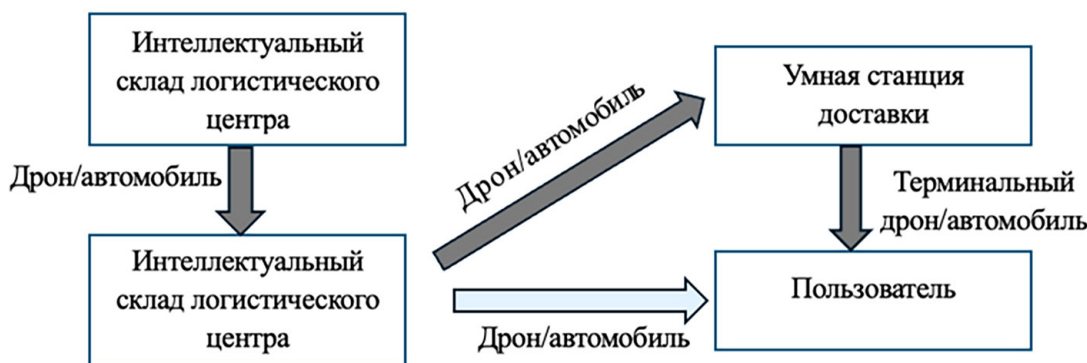 Интеллектуальный
склад логистического
центра
Дрон/автомобиль
Интеллектуальный
склад логистического
центра
Дрон/автомобиль
Дрон/автомобиль
Умная станция
доставки
Терминальный
дрон/автомобиль
Пользователь